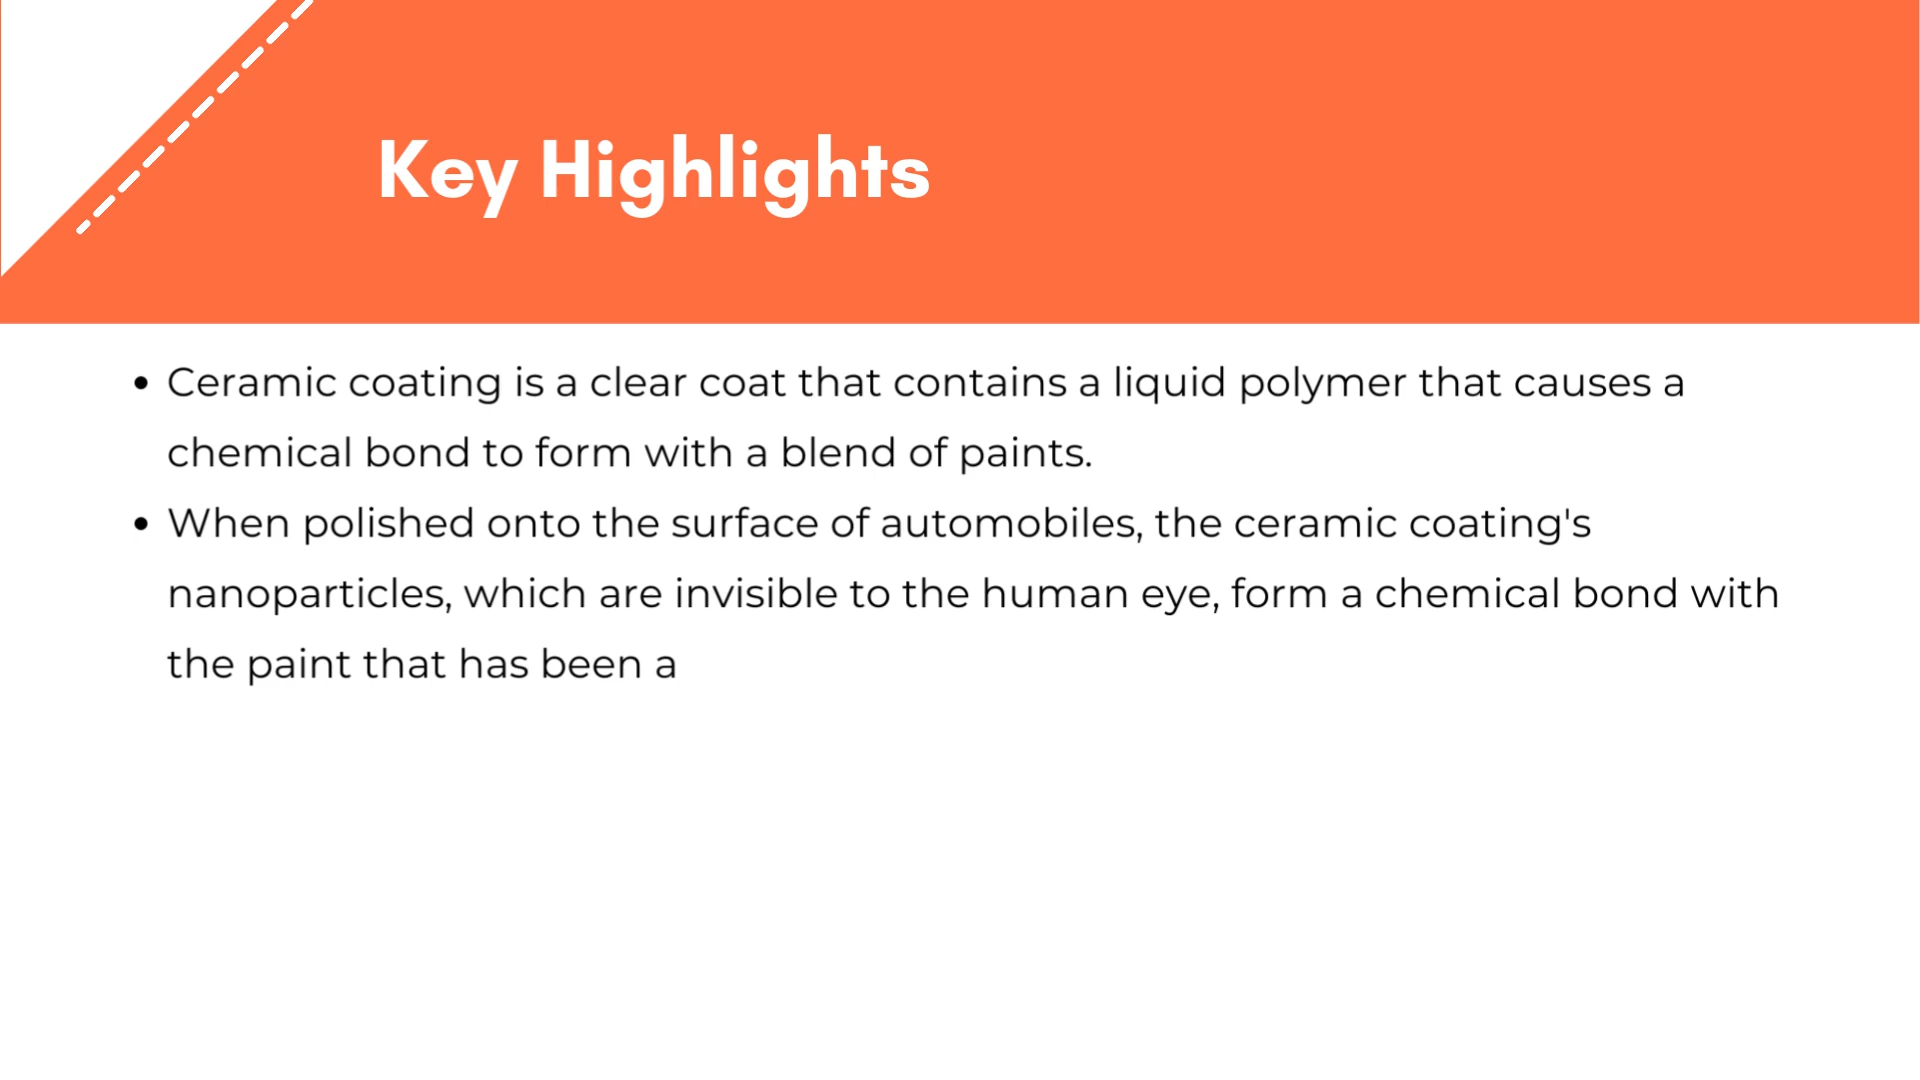 Key Highlights
• Ceramic coating is a clear coat that contains a liquid polymer that causes a
chemical bond to form with a blend of paints.
• When polished onto the surface of automobiles, the ceramic coating's
nanoparticles, which are invisible to the human eye, form a chemical bond with
the paint that has been a